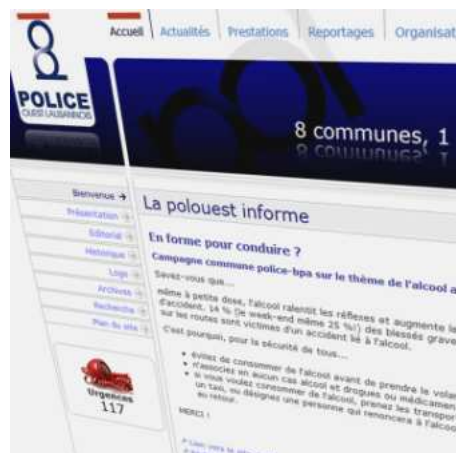 Accueil
Actualités
Prestations
Reportages
Organisat
POLICE
OUEST LAUSANNOIS
8 communes, 1
Bienvenue
Présentation
Editorial
Historique
Logo
Archives
Recherche
Plan du site
Urgences
117
La polouest informe
En forme pour conduire ?
Campagne commune police-bpa sur le thème de l'alcool a
Savez-vous que...
même à petite dose, l'alcool ralentit les réflexes et augmente le
d'accident. 14 % (le week-end même 25 %!) des blessés grave
sur les routes sont victimes d'un accident lié à l'alcool.
C'est pourquoi, pour la sécurité de tous...
évitez de consommer de l'alcool avant de prendre le volan
n'associez en aucun cas alcool et drogues ou médicamen
si vous voulez consommer de l'alcool, prenez les transpor
un taxi, ou désignez une personne qui renoncera à l'alcoo
au retour.
MERCI !